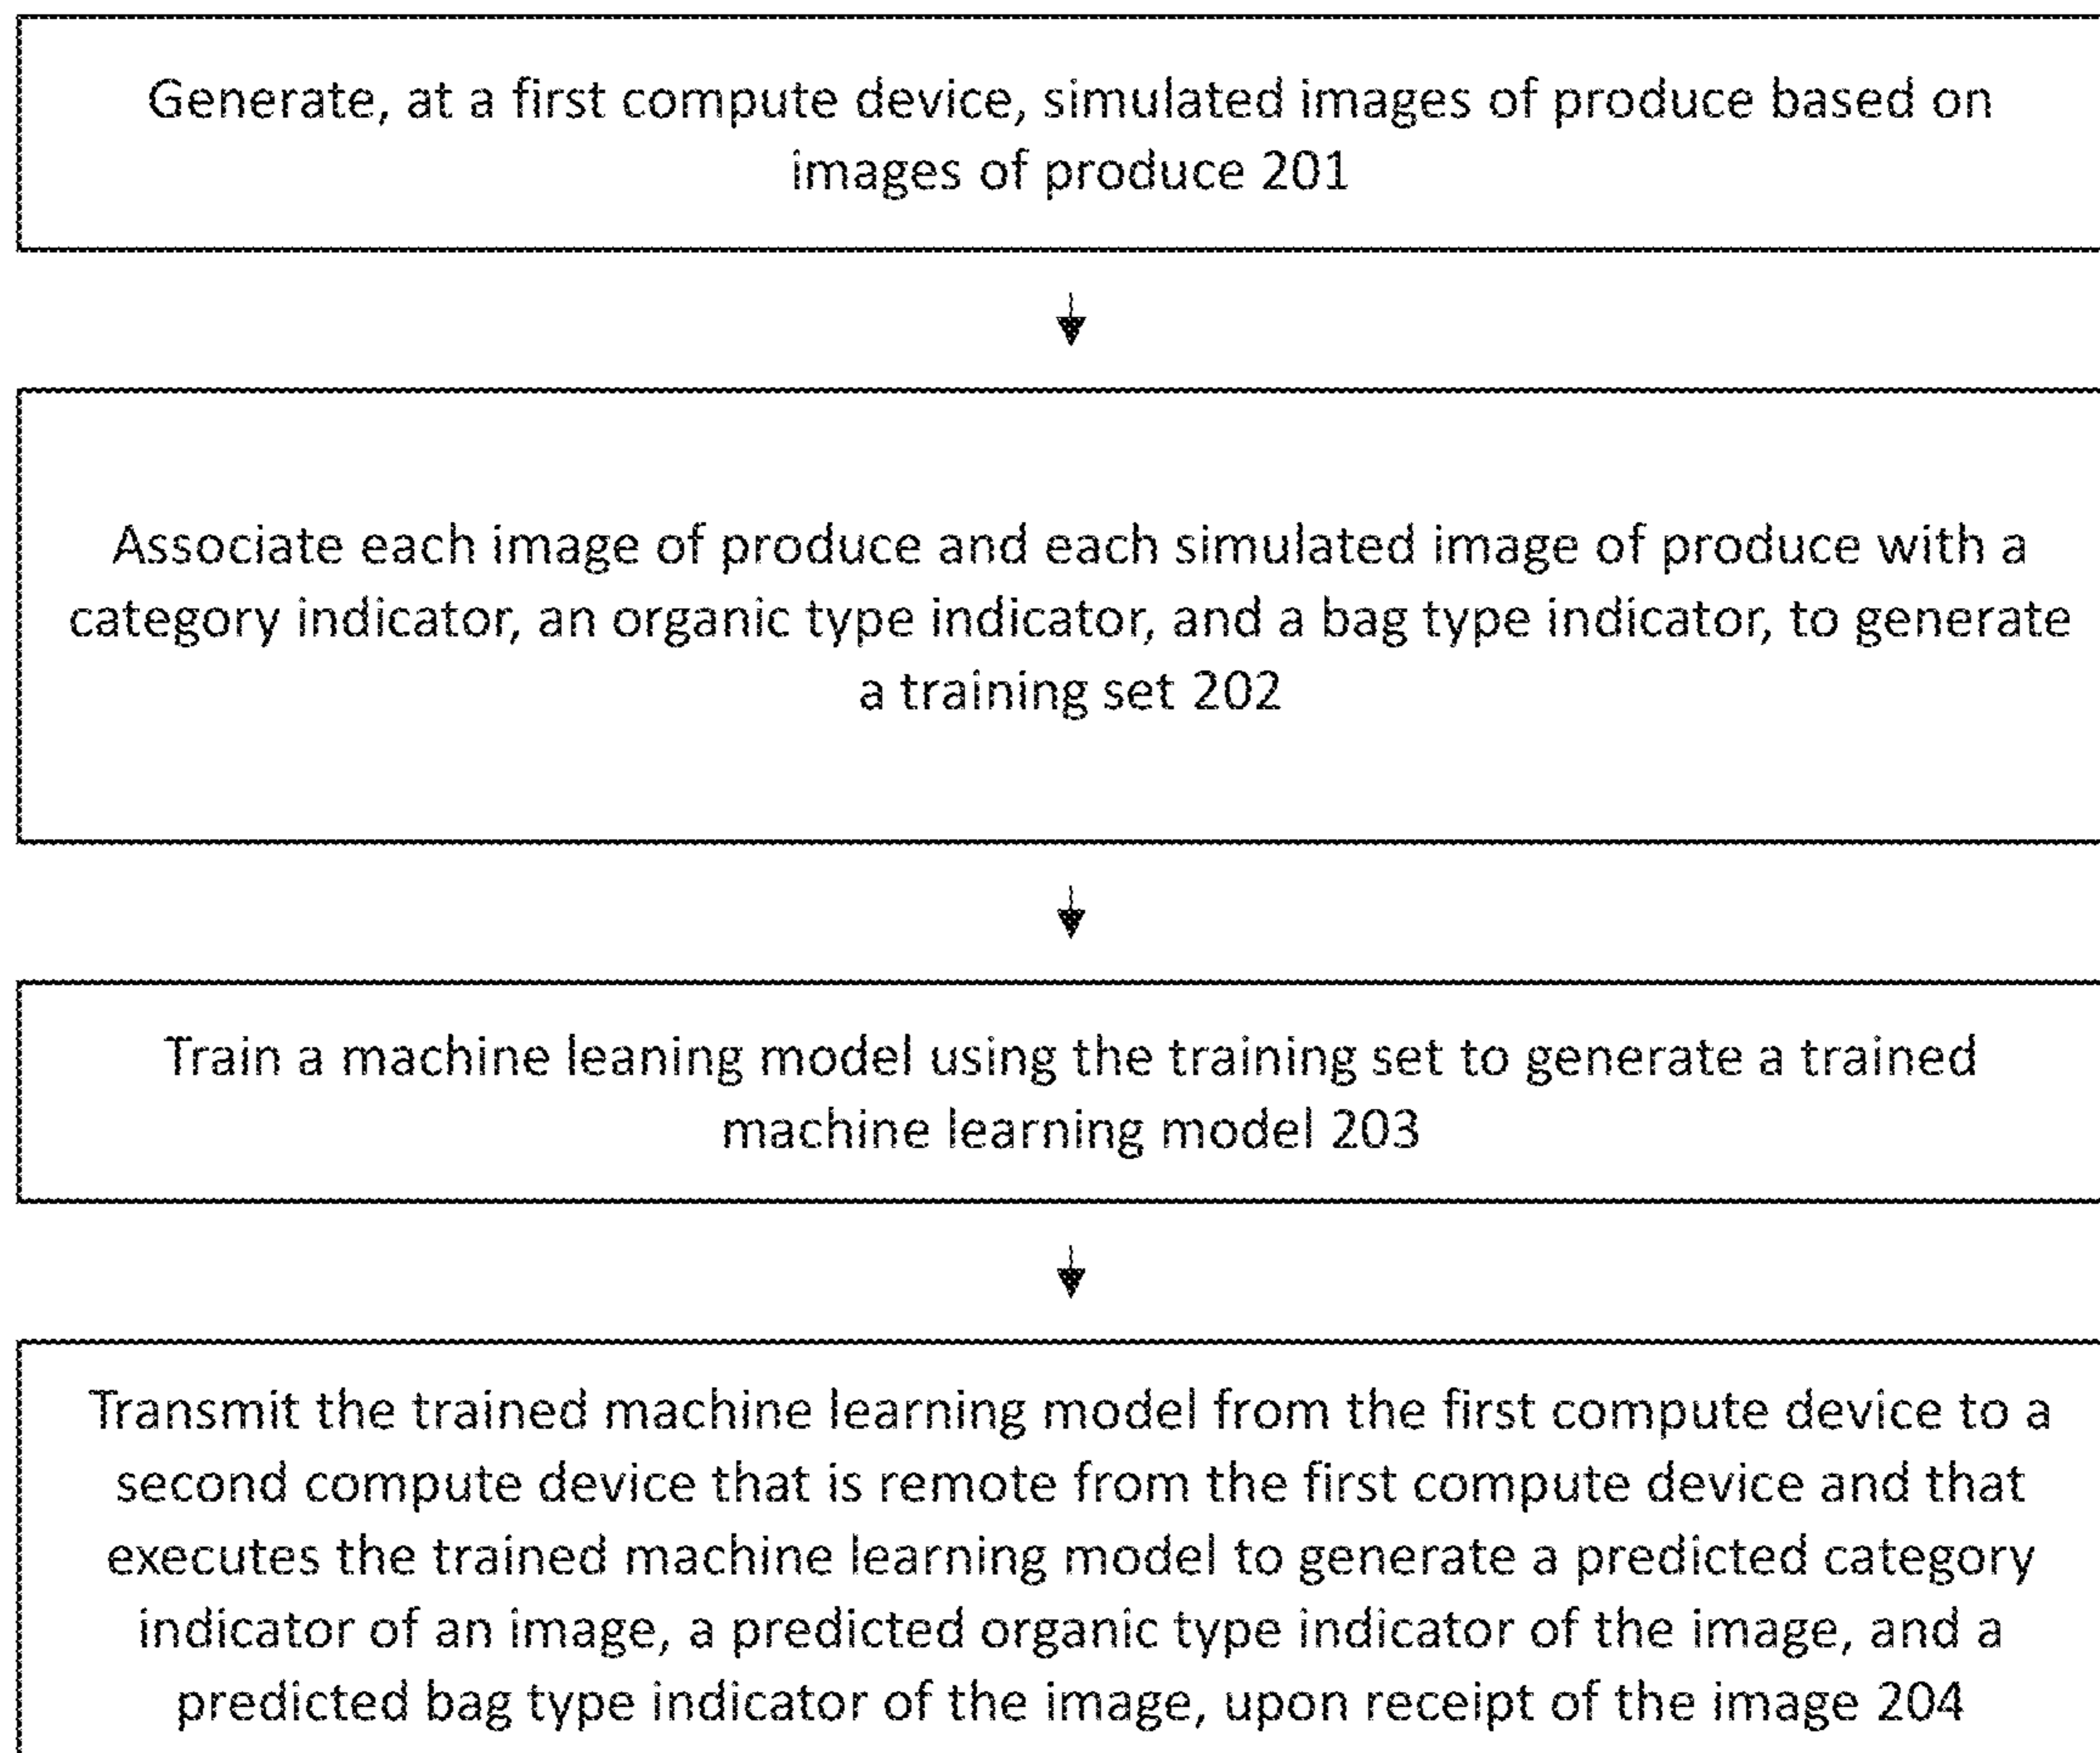 Generate, at a first compute device, simulated images of produce based on
images of produce 201
Associate each image of produce and each simulated image of produce with a
category indicator, an organic type indicator, and a bag type indicator, to generate
a training set 202
Train a machine leaning model using the training set to generate a trained
machine learning model 203
Transmit the trained machine learning model from the first compute device to a
second compute device that is remote from the first compute device and that
executes the trained machine learning model to generate a predicted category
indicator of an image, a predicted organic type indicator of the image, and a
predicted bag type indicator of the image, upon receipt of the image 204